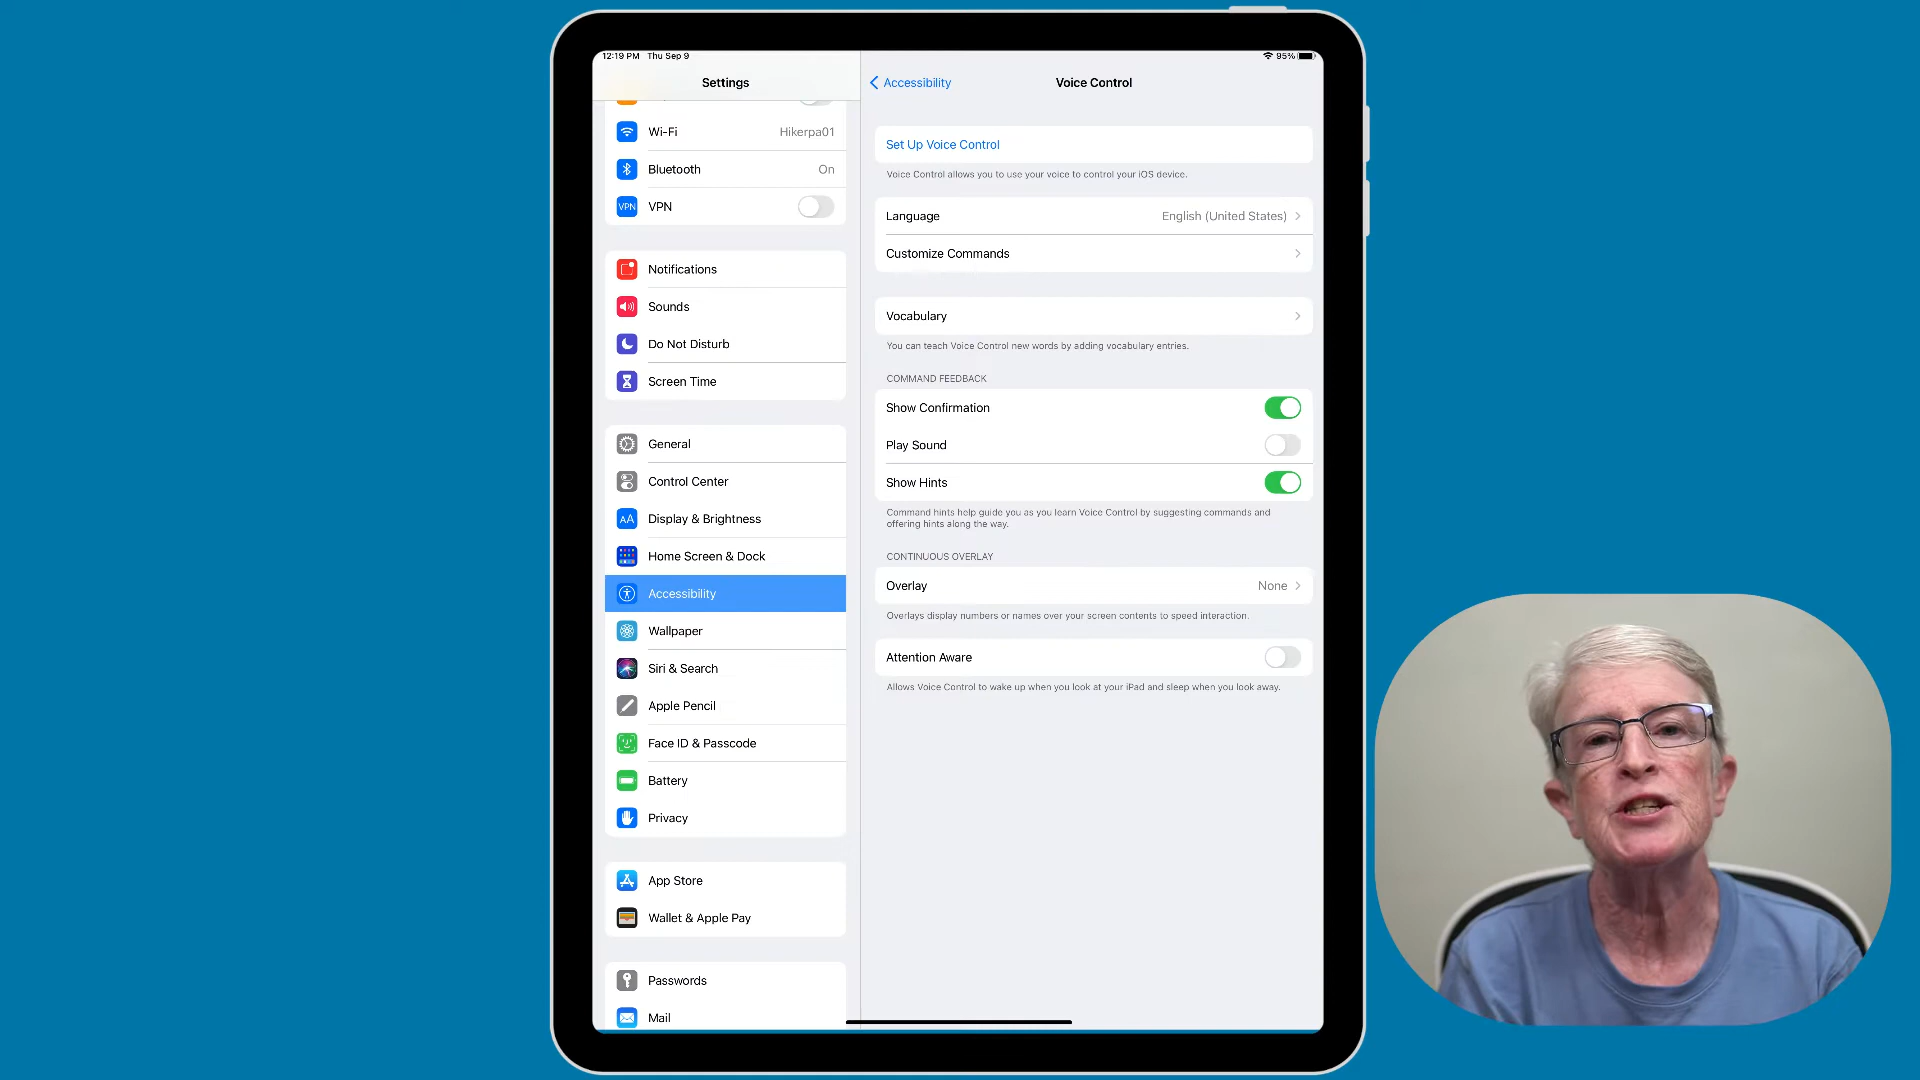 12:19 PM Thu Sep 9
95%
Settings
Wi-Fi Hikerpa01
Bluetooth On
VPN VPN
Notifications
Sounds
Do Not Disturb
Screen Time
General
Control Center
AA Display & Brightness
Home Screen & Dock
Accessibility
Wallpaper
Siri & Search
Apple Pencil
Face ID & Passcode
Battery
Privacy
App Store
Wallet & Apple Pay
Passwords
Mail
Accessibility
Voice Control
Set Up Voice Control
Voice Control allows you to use your voice to control your iOS device.
Language English (United States)
Customize Commands
Vocabulary
You can teach Voice Control new words by adding vocabulary entries.
COMMAND FEEDBACK
Show Confirmation
Play Sound
Show Hints
Command hints help guide you as you learn Voice Control by suggesting commands and
offering hints along the way.
CONTINUOUS OVERLAY
Overlay None
Overlays display numbers or names over your screen contents to speed interaction.
Attention Aware
Allows Voice Control to wake up when you look at your iPad and sleep when you look away.